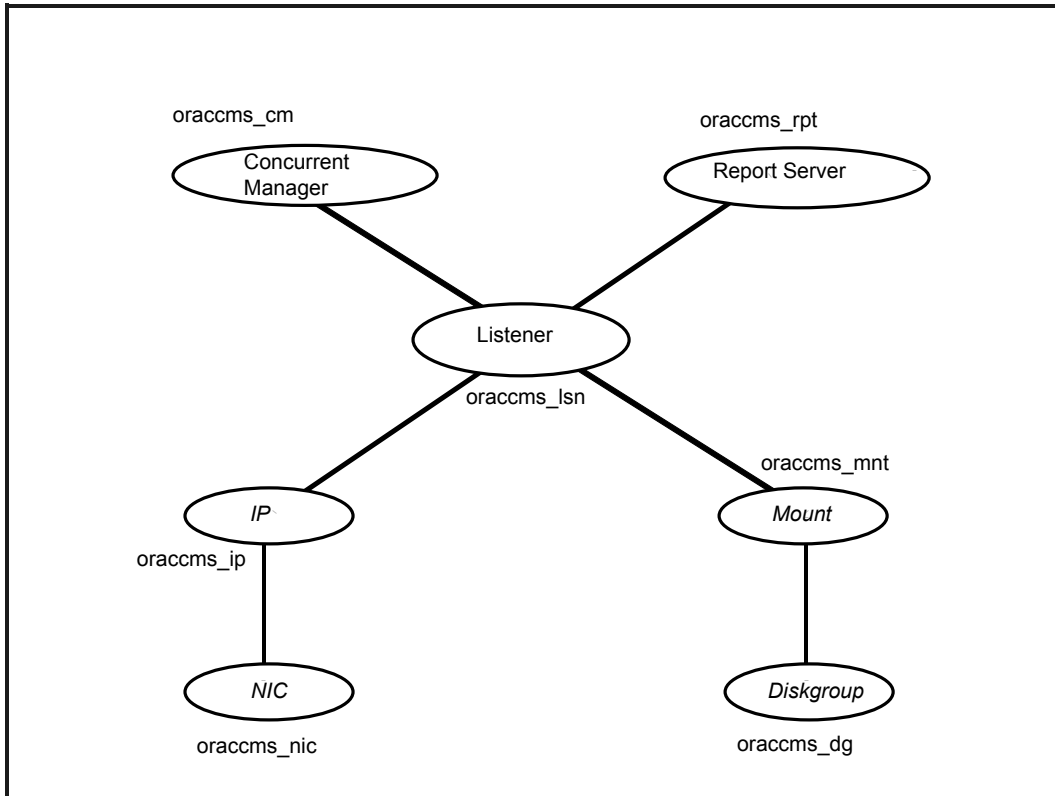 oraccms_cm
oraccms_rpt
Concurrent
Manager
Report Server
Listener
oraccms_lsn
oraccms_mnt
IP
Mount
oraccms_ip
NIC
Diskgroup
oraccms_nic
oraccms_dg